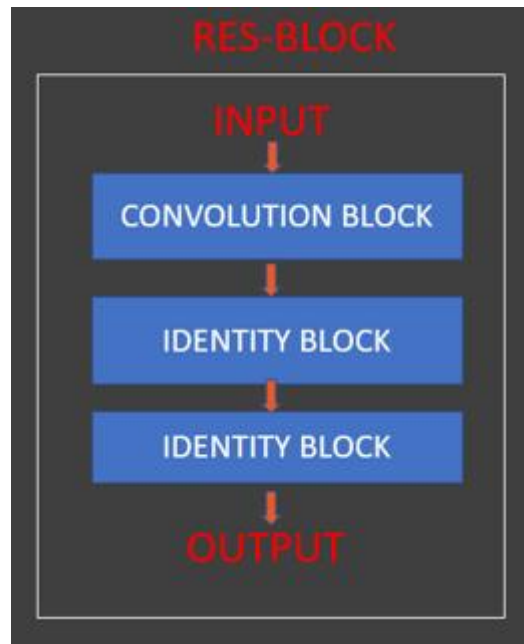 RES-BLOCK
INPUT
CONVOLUTION BLOCK
IDENTITY BLOCK
IDENTITY BLOCK
OUTPUT